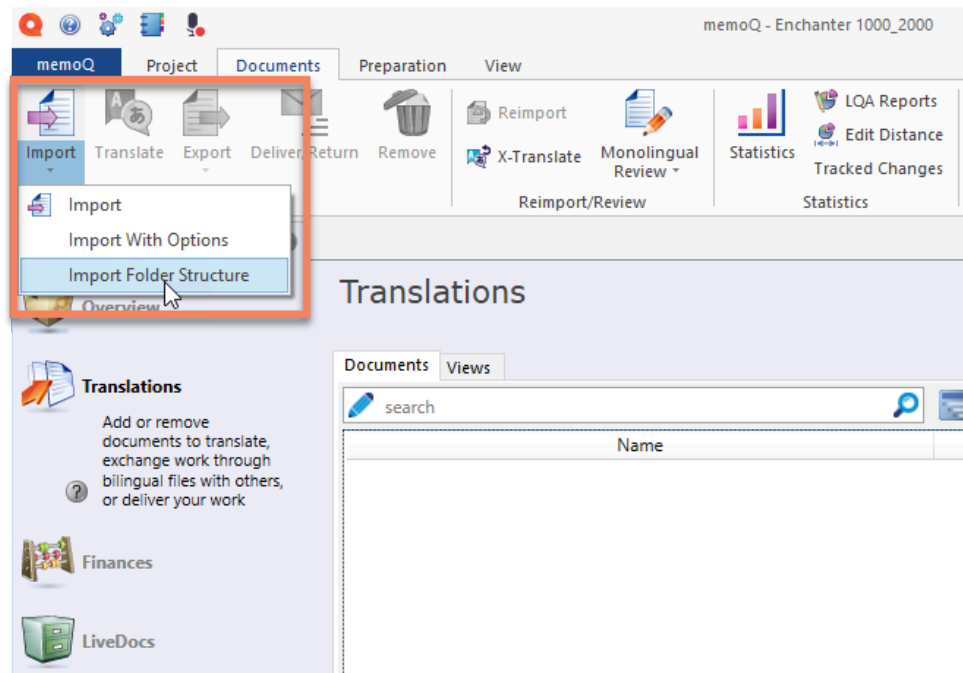 memoQ - Enchanter 1000_2000
memoQ Project Documents Preparation View
Import Translate Export Deliver/Return Remove
Reimport
X-Translate
Monolingual
Review
Reimport/Review
Statistics
LQA Reports
Edit Distance
Tracked Changes
Statistics
Import
Import With Options
Import Folder Structure
Overview
Translations
Add or remove
documents to translate,
exchange work through
bilingual files with others,
or deliver your work
Finances
LiveDocs
Translations
Documents Views
search
Name